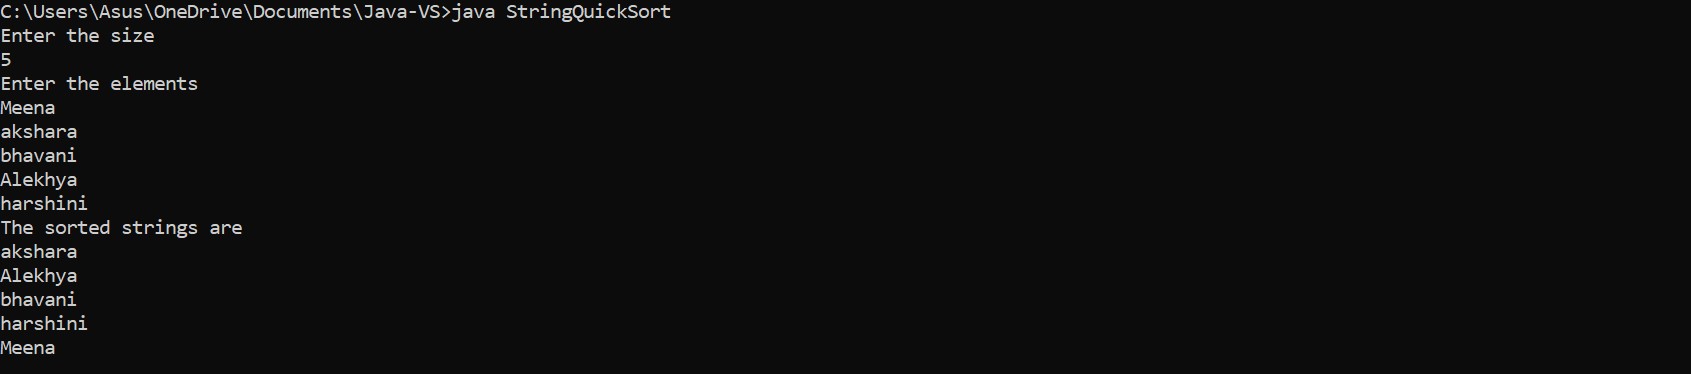 C:\Users\Asus\OneDrive\Documents\Java-VS>java StringQuickSort
Enter the size
5
Enter the elements
Meena
akshara
bhavani
Alekhya
harshini
The sorted strings are
akshara
Alekhya
bhavani
harshini
Meena